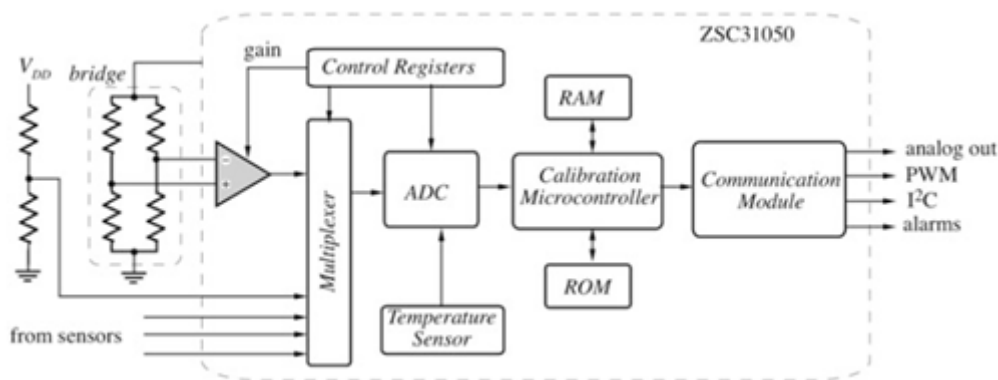 ZSC31050
gain
V_DD
bridge
Control Registers
RAM
-
+
Multiplexer
ADC
Calibration
Microcontroller
Communication
Module
analog out
PWM
I²C
alarms
ROM
Temperature
Sensor
from sensors